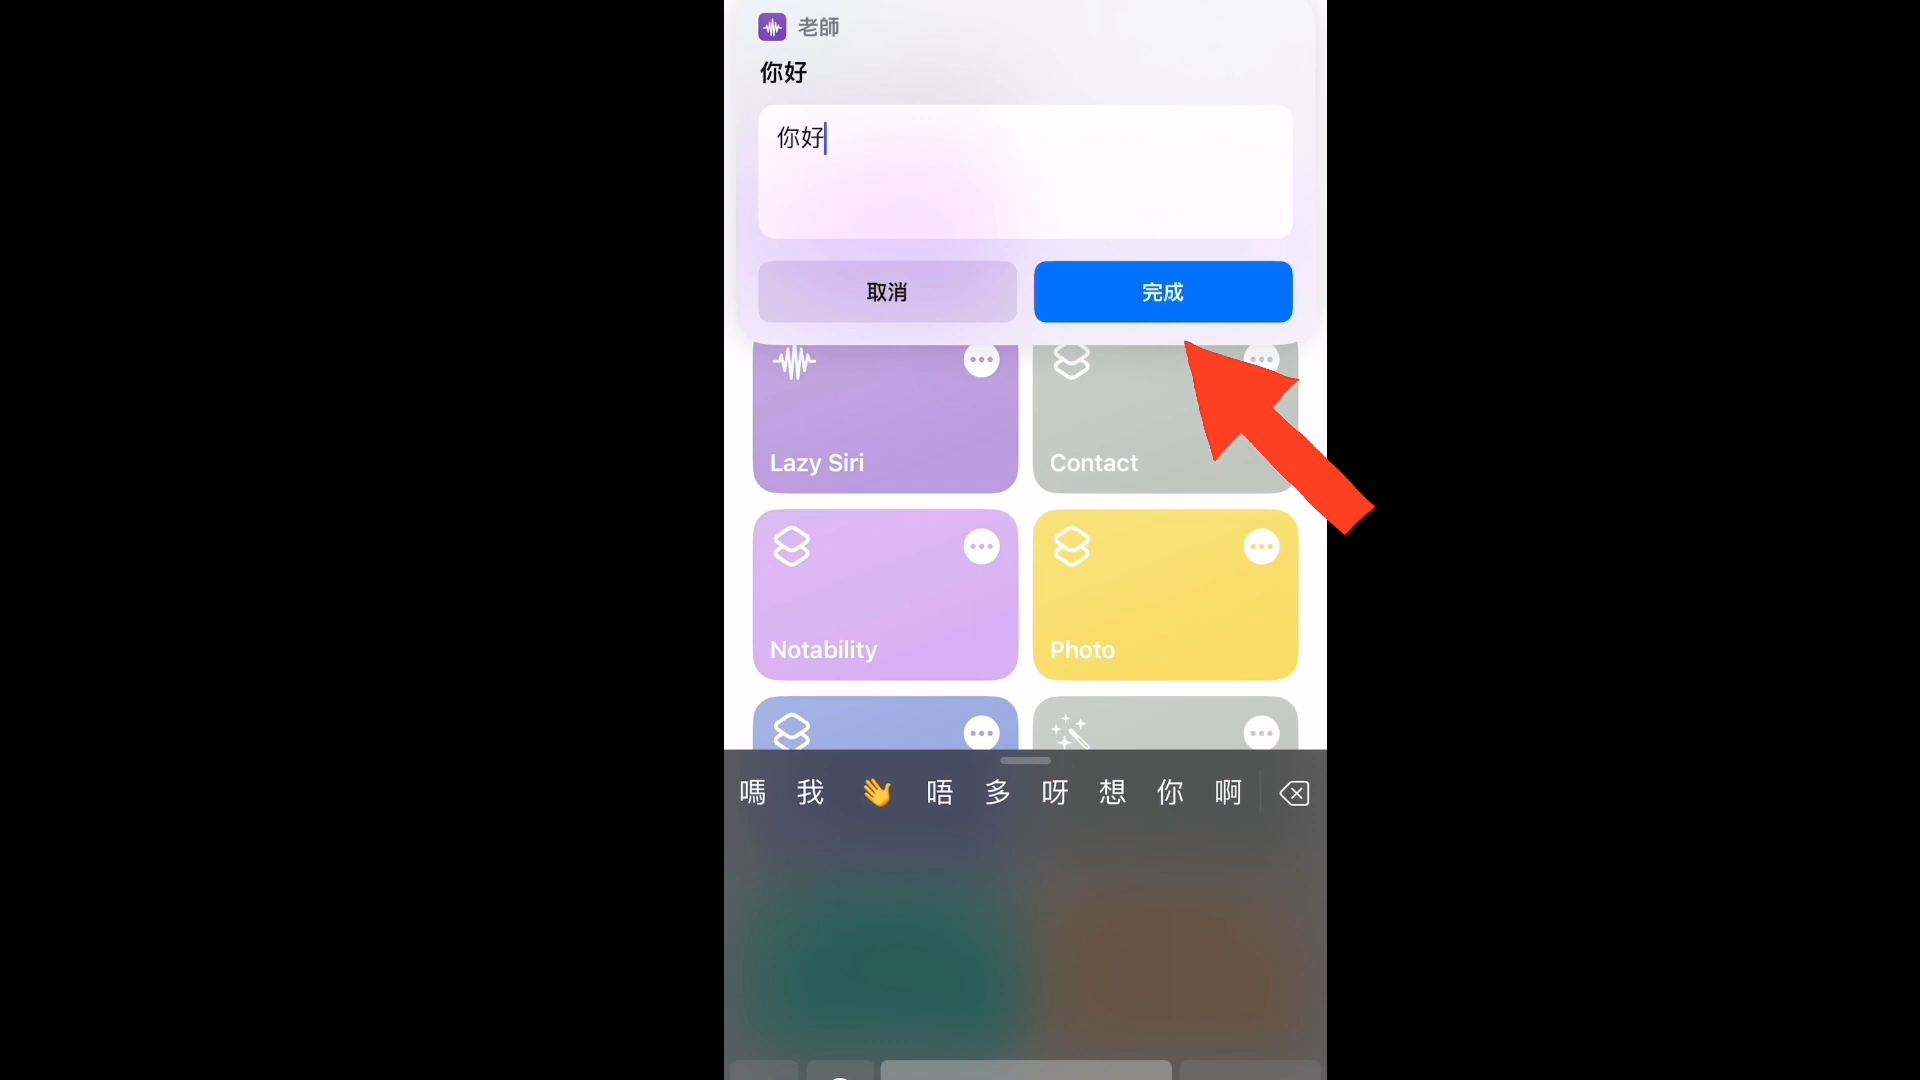 老師
你好
你好
取消
完成
Lazy Siri
Contact
Notability
Photo
嗎 我 👋 唔 多 呀 想 你 啊